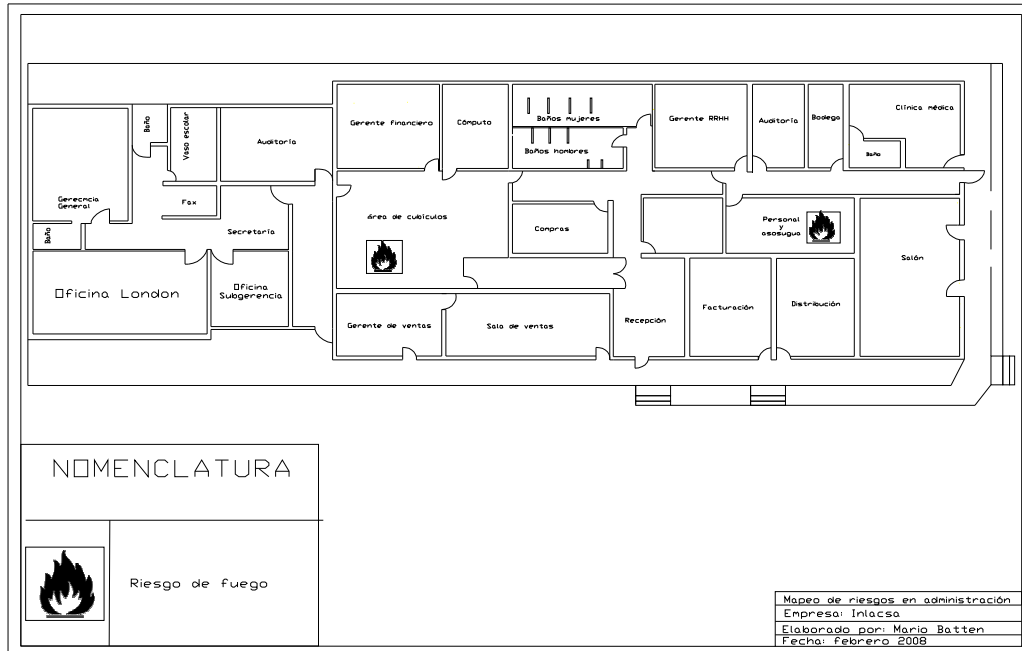 Baño
Vaso escolar
Auditoría
Gerente financiero
Cómputo
Baños mujeres
Baños hombres
Gerente RRHH
Auditoría
Bodega
Clínica médica
Baño
Gerecncia
General
Fax
Baño
Secretaría
Área de cubículos
Compras
Personal
y
asosugua
Salón
Oficina London
Oficina
Subgerencia
Gerente de ventas
Sala de ventas
Recepción
Facturación
Distribución
NOMENCLATURA
Riesgo de fuego
Mapeo de riesgos en administración
Empresa: Inlacsa
Elaborado por: Mario Batten
Fecha: febrero 2008